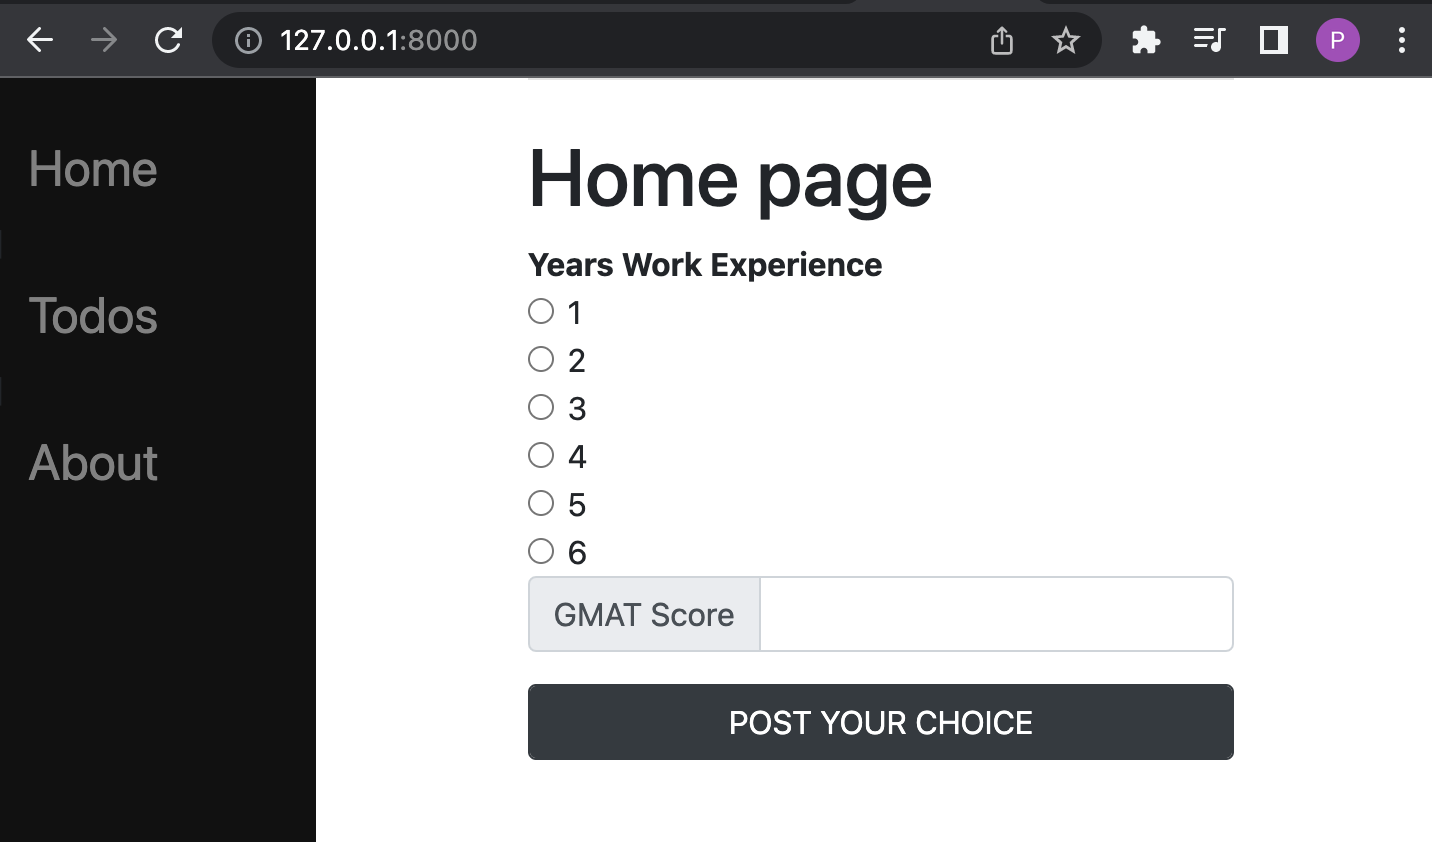 127.0.0.1:8000
P
Home
Todos
About
Home page
Years Work Experience
1
2
3
4
5
6
GMAT Score
POST YOUR CHOICE